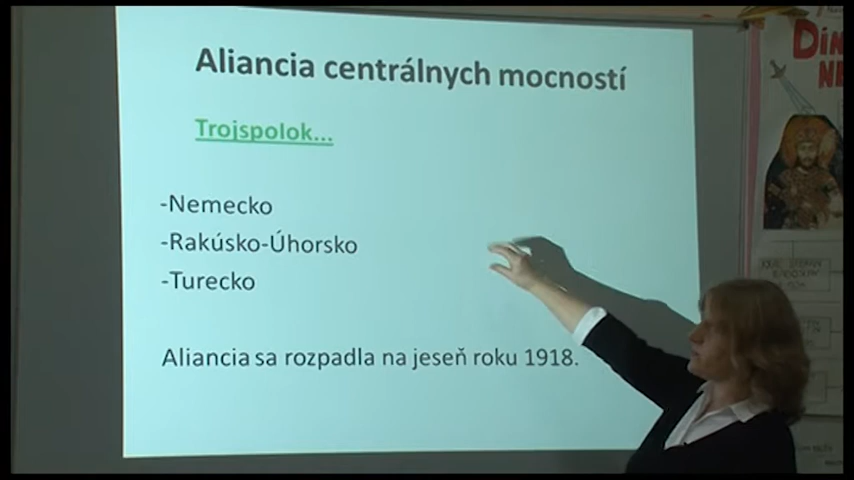 Aliancia centrálnych mocností
Trojspolok...
-Nemecko
-Rakúsko-Úhorsko
-Turecko
Aliancia sa rozpadla na jeseň roku 1918.